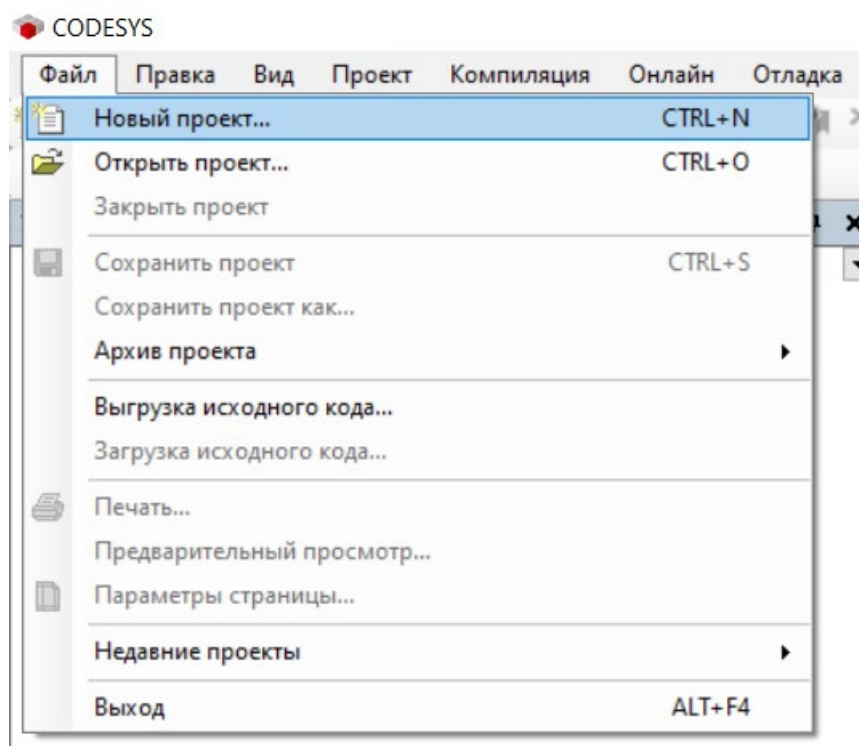 CODESYS
Файл Правка Вид Проект Компиляция Онлайн Отладка
Новый проект... CTRL+N
Открыть проект... CTRL+O
Закрыть проект
Сохранить проект CTRL+S
Сохранить проект как...
Архив проекта
Выгрузка исходного кода...
Загрузка исходного кода...
Печать...
Предварительный просмотр...
Параметры страницы...
Недавние проекты
Выход ALT+F4